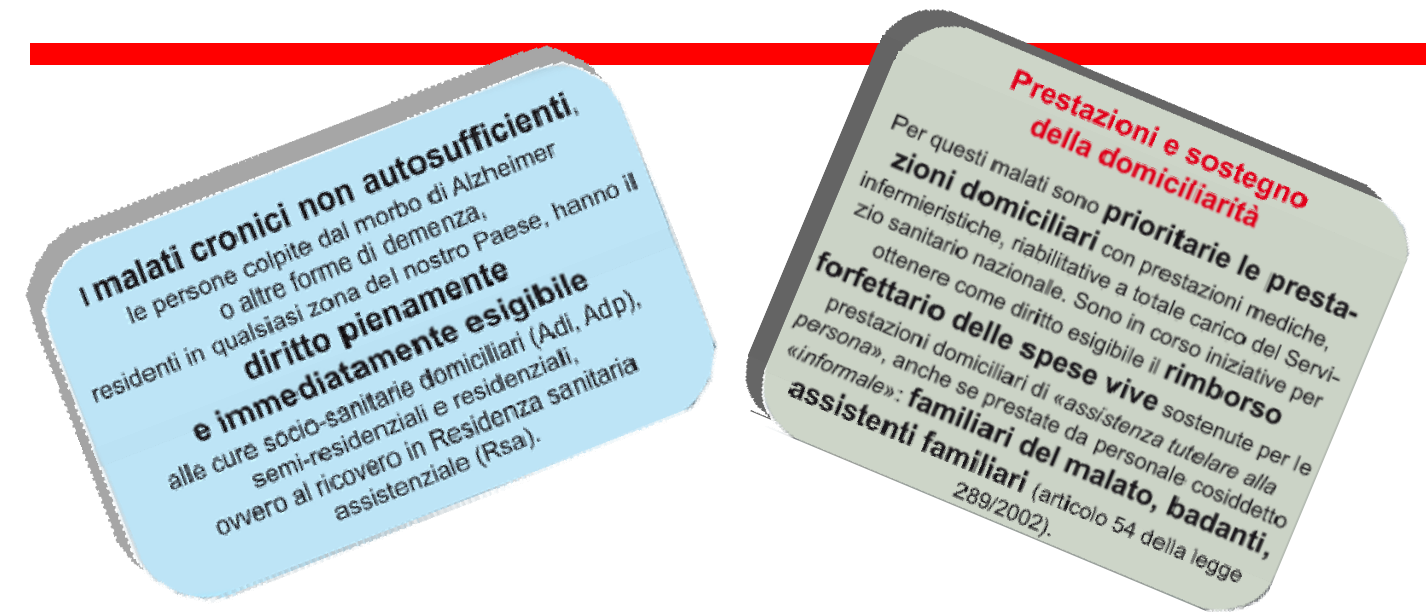 I malati cronici non autosufficienti,
le persone colpite dal morbo di Alzheimer
o altre forme di demenza,
residenti in qualsiasi zona del nostro Paese, hanno il
diritto pienamente
e immediatamente esigibile
alle cure socio-sanitarie domiciliari (Adi, Adp),
semi-residenziali e residenziali,
ovvero al ricovero in Residenza sanitaria
assistenziale (Rsa).
Prestazioni e sostegno
della domiciliarità
Per questi malati sono prioritarie le presta-
zioni domiciliari con prestazioni mediche,
infermieristiche, riabilitative a totale carico del Servi-
zio sanitario nazionale. Sono in corso iniziative per
ottenere come diritto esigibile il rimborso
forfettario delle spese vive sostenute per le
prestazioni domiciliari di «assistenza tutelare alla
persona», anche se prestate da personale cosiddetto
«informale»: familiari del malato, badanti,
assistenti familiari (articolo 54 della legge
289/2002).